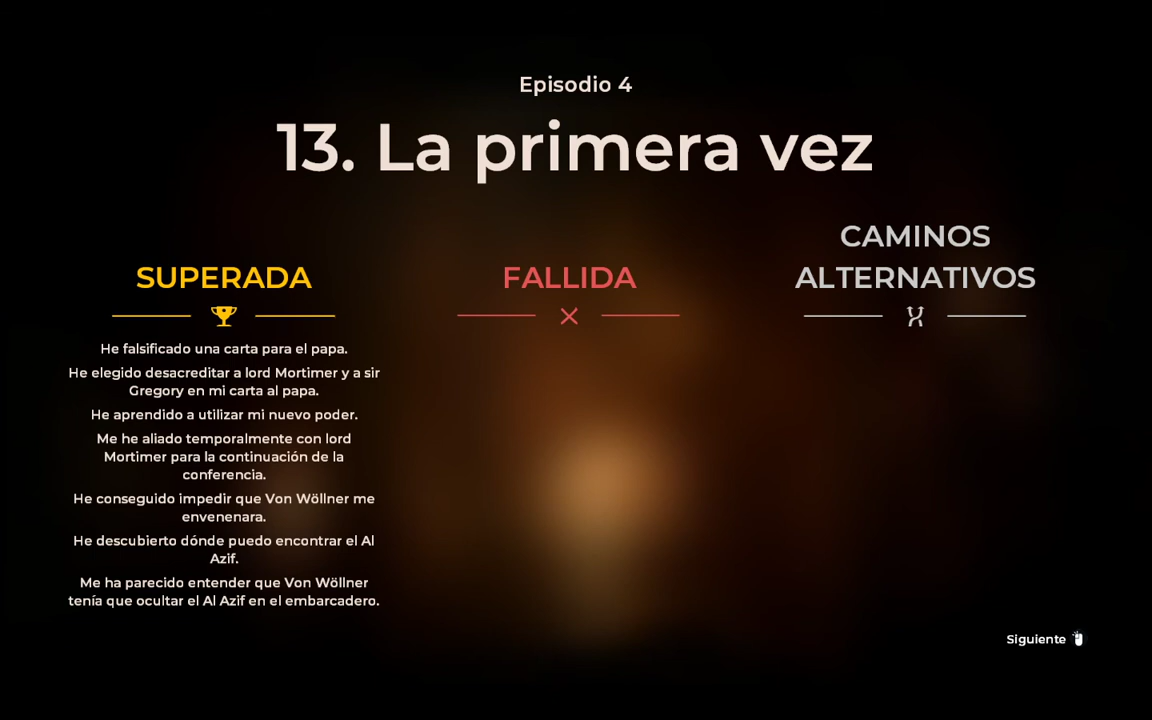 Episodio 4
13. La primera vez
SUPERADA
He falsificado una carta para el papa.
He elegido desacreditar a lord Mortimer y a sir
Gregory en mi carta al papa.
He aprendido a utilizar mi nuevo poder.
Me he aliado temporalmente con lord
Mortimer para la continuación de la
conferencia.
He conseguido impedir que Von Wöllner me
envenenara.
He descubierto dónde puedo encontrar el Al
Azif.
Me ha parecido entender que Von Wöllner
tenía que ocultar el Al Azif en el embarcadero.
FALLIDA
CAMINOS
ALTERNATIVOS
Siguiente